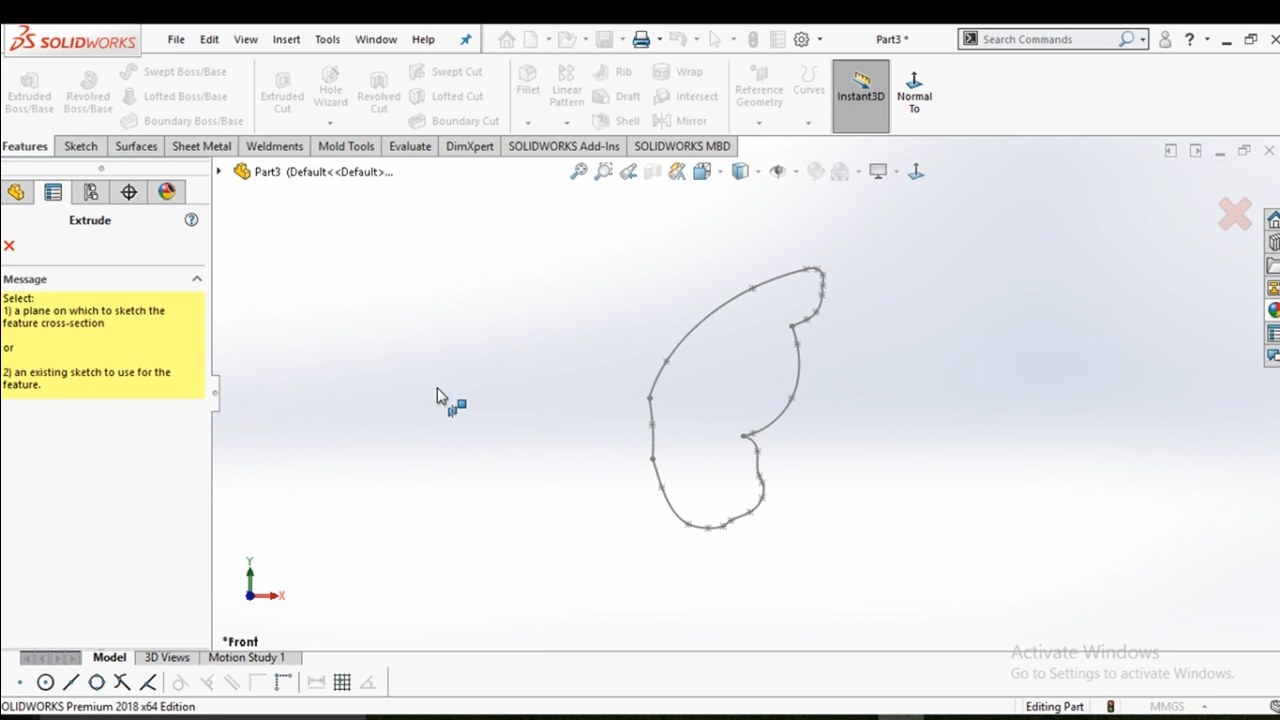 SOLIDWORKS
File Edit View Insert Tools Window Help
Part3 *
Search Commands
Extruded Boss/Base
Revolved Boss/Base
Swept Boss/Base
Lofted Boss/Base
Boundary Boss/Base
Extruded Cut
Hole Wizard
Revolved Cut
Swept Cut
Lofted Cut
Boundary Cut
Fillet
Linear Pattern
Rib
Draft
Shell
Wrap
Intersect
Mirror
Reference Geometry
Curves
Instant3D
Normal To
Features Sketch Surfaces Sheet Metal Weldments Mold Tools Evaluate DimXpert SOLIDWORKS Add-Ins SOLIDWORKS MBD
Part3 (Default<<Default>...
Extrude
Message
Select:
1) a plane on which to sketch the
feature cross-section
or
2) an existing sketch to use for the
feature.
Y
X
*Front
Activate Windows
Go to Settings to activate Windows.
Model 3D Views Motion Study 1
OLIDWORKS Premium 2018 x64 Edition
Editing Part
MMGS